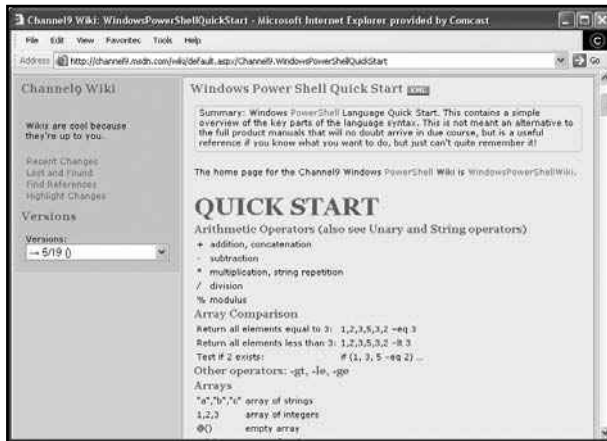 Channel9 Wiki: WindowsPowerShellQuickStart - Microsoft Internet Explorer provided by Comcast
File Edit View Favorites Tools Help
Address http://channel9.msdn.com/wiki/default.aspx/Channel9.WindowsPowerShellQuickStart Go
Channel9 Wiki
Wikis are cool because
they're up to you.
Recent Changes
Lost and Found
Find References
Highlight Changes
Versions
Versions:
→ 5/19 ()
Windows Power Shell Quick Start XML
Summary: Windows PowerShell Language Quick Start. This contains a simple
overview of the key parts of the language syntax. This is not meant an alternative to
the full product manuals that will no doubt arrive in due course, but is a useful
reference if you know what you want to do, but just can't quite remember it!
The home page for the Channel9 Windows PowerShell Wiki is WindowsPowerShellWiki.
QUICK START
Arithmetic Operators (also see Unary and String operators)
+ addition, concatenation
- subtraction
* multiplication, string repetition
/ division
% modulus
Array Comparison
Return all elements equal to 3: 1,2,3,5,3,2 -eq 3
Return all elements less than 3: 1,2,3,5,3,2 -lt 3
Test if 2 exists: if (1, 3, 5 -eq 2) ...
Other operators: -gt, -le, -ge
Arrays
"a","b","c" array of strings
1,2,3 array of integers
@() empty array